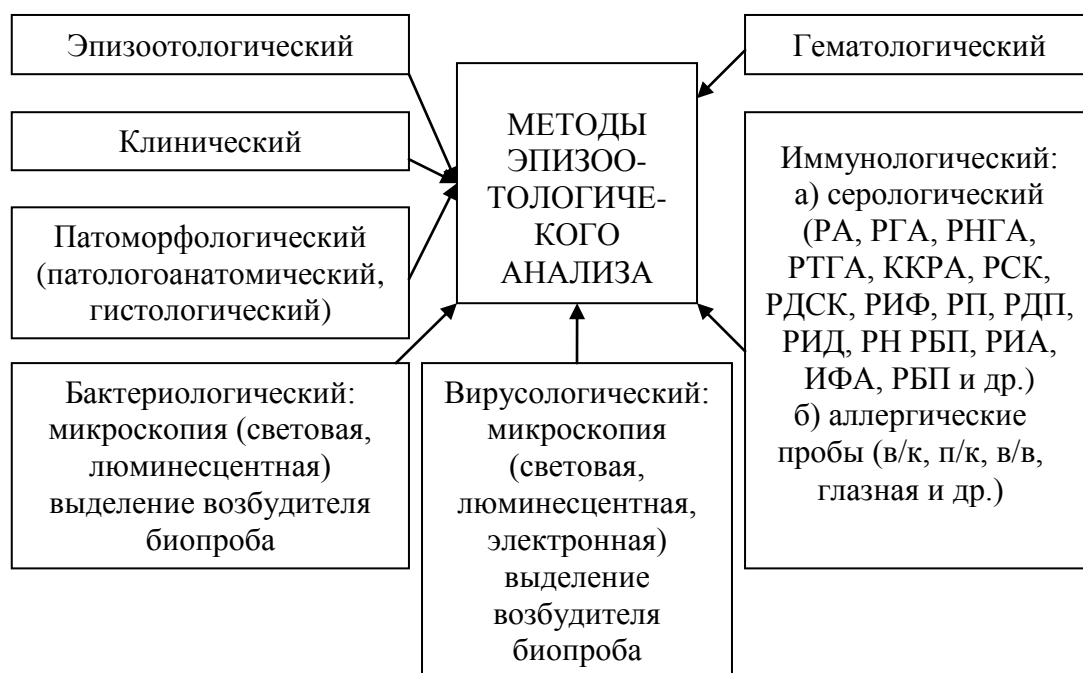 Эпизоотологический
Клинический
Патоморфологический
(патологоанатомический,
гистологический)
Бактериологический:
микроскопия (световая,
люминесцентная)
выделение возбудителя
биопроба
МЕТОДЫ
ЭПИЗОО-
ТОЛОГИЧЕ-
КОГО
АНАЛИЗА
Вирусологический:
микроскопия
(световая,
люминесцентная,
электронная)
выделение
возбудителя
биопроба
Гематологический
Иммунологический:
а) серологический
(РА, РГА, РНГА,
РТГА, ККРА, РСК,
РДСК, РИФ, РП, РДП,
РИД, РН РБП, РИА,
ИФА, РБП и др.)
б) аллергические
пробы (в/к, п/к, в/в,
глазная и др.)